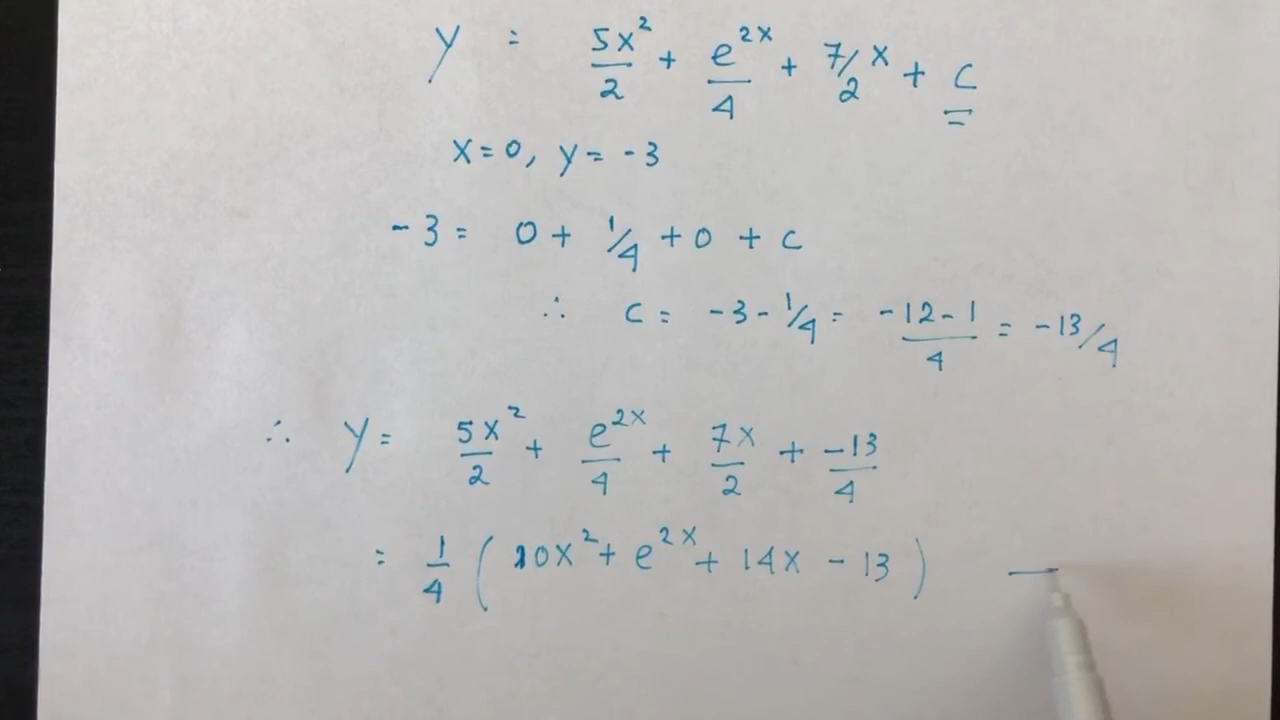 y = 5x²/2 + e^{2x}/4 + 7/2 x + c
x=0, y= -3
-3 = 0 + 1/4 + 0 + c
∴ c = -3 - 1/4 = -12-1/4 = -13/4
∴ y = 5x²/2 + e^{2x}/4 + 7x/2 + -13/4
= 1/4 ( 10x² + e^{2x} + 14x - 13 ) —